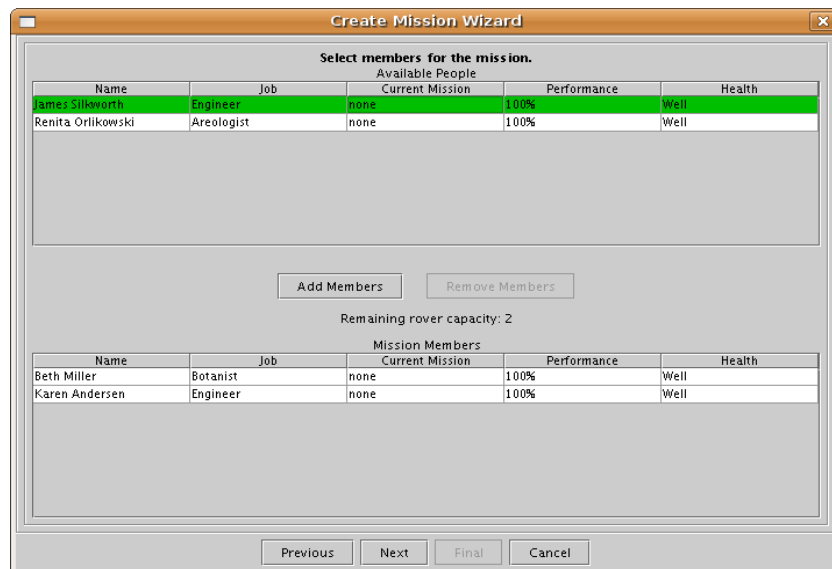 Create Mission Wizard
Select members for the mission.
Available People
Name Job Current Mission Performance Health
James Silkworth Engineer none 100% Well
Renita Orlikowski Areologist none 100% Well
Add Members Remove Members
Remaining rover capacity: 2
Mission Members
Name Job Current Mission Performance Health
Beth Miller Botanist none 100% Well
Karen Andersen Engineer none 100% Well
Previous Next Final Cancel